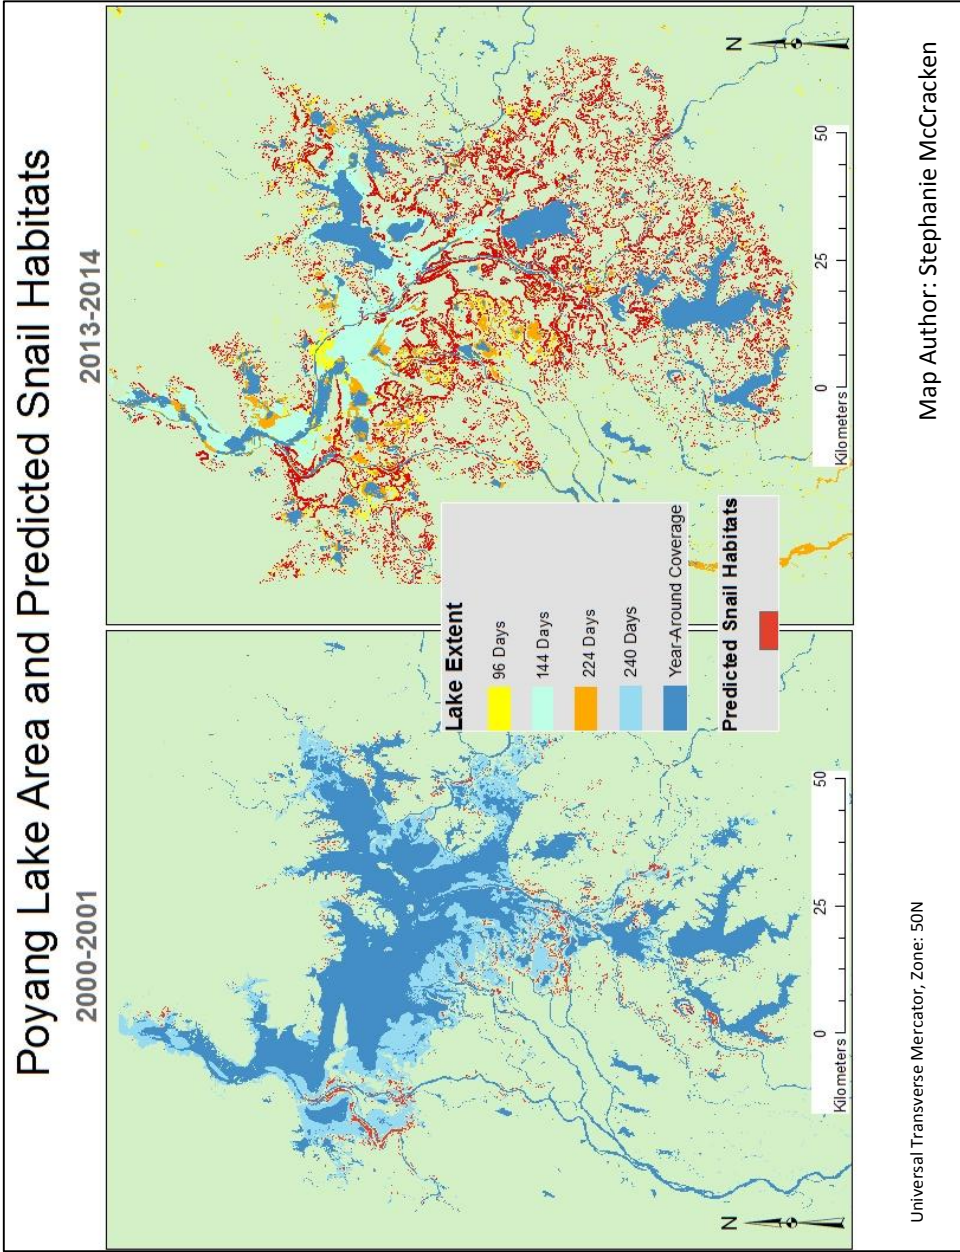 Poyang Lake Area and Predicted Snail Habitats
2000-2001
2013-2014
N
N
Lake Extent
96 Days
144 Days
224 Days
240 Days
Year-Around Coverage
Predicted Snail Habitats
0 25 50
Kilometers
0 25 50
Kilometers
Universal Transverse Mercator, Zone: 50N
Map Author: Stephanie McCracken